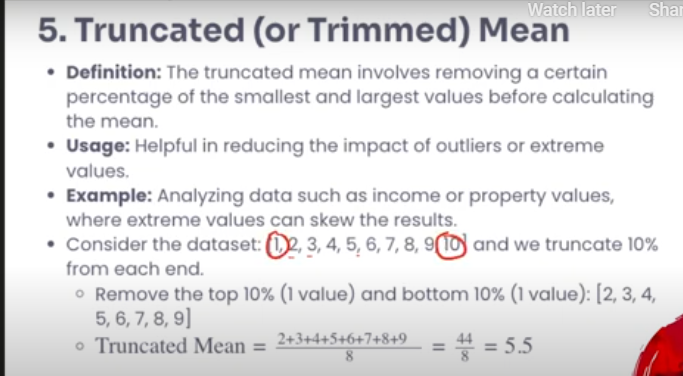 Watch later Shar
5. Truncated (or Trimmed) Mean
• Definition: The truncated mean involves removing a certain
percentage of the smallest and largest values before calculating
the mean.
• Usage: Helpful in reducing the impact of outliers or extreme
values.
• Example: Analyzing data such as income or property values,
where extreme values can skew the results.
• Consider the dataset: [1, 2, 3, 4, 5, 6, 7, 8, 9, 10] and we truncate 10%
from each end.
◦ Remove the top 10% (1 value) and bottom 10% (1 value): [2, 3, 4,
5, 6, 7, 8, 9]
◦ Truncated Mean = 2+3+4+5+6+7+8+9/8 = 44/8 = 5.5